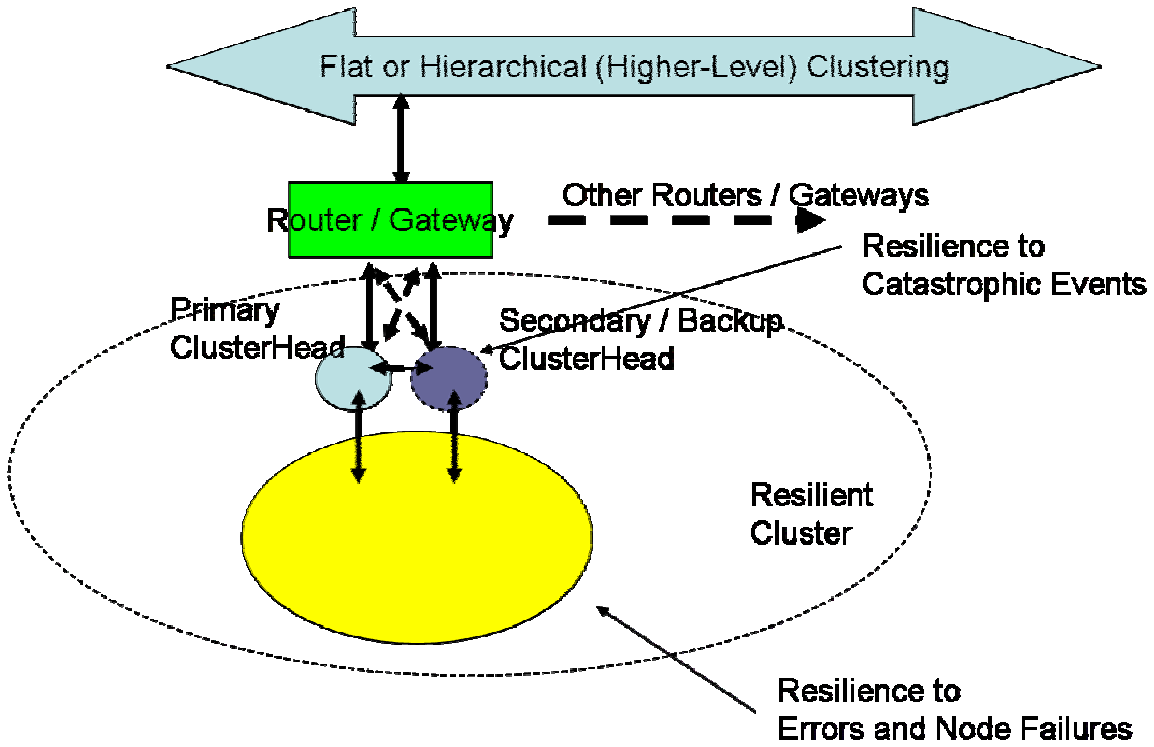 Flat or Hierarchical (Higher-Level) Clustering
Other Routers / Gateways
Router / Gateway
Resilience to
Catastrophic Events
Primary
ClusterHead
Secondary / Backup
ClusterHead
Resilient
Cluster
Resilience to
Errors and Node Failures